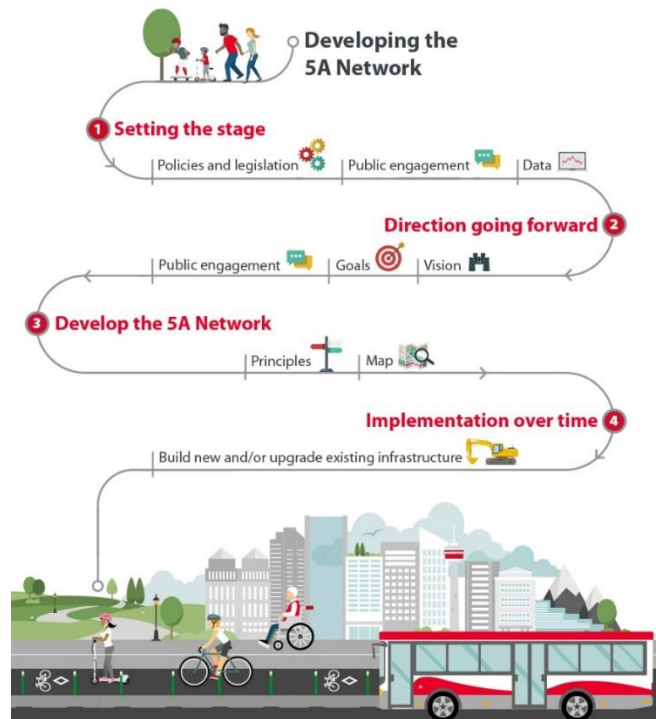 Developing the
5A Network
1 Setting the stage
Policies and legislation Public engagement Data
Direction going forward 2
Public engagement Goals Vision
3 Develop the 5A Network
Principles Map
Implementation over time 4
Build new and/or upgrade existing infrastructure